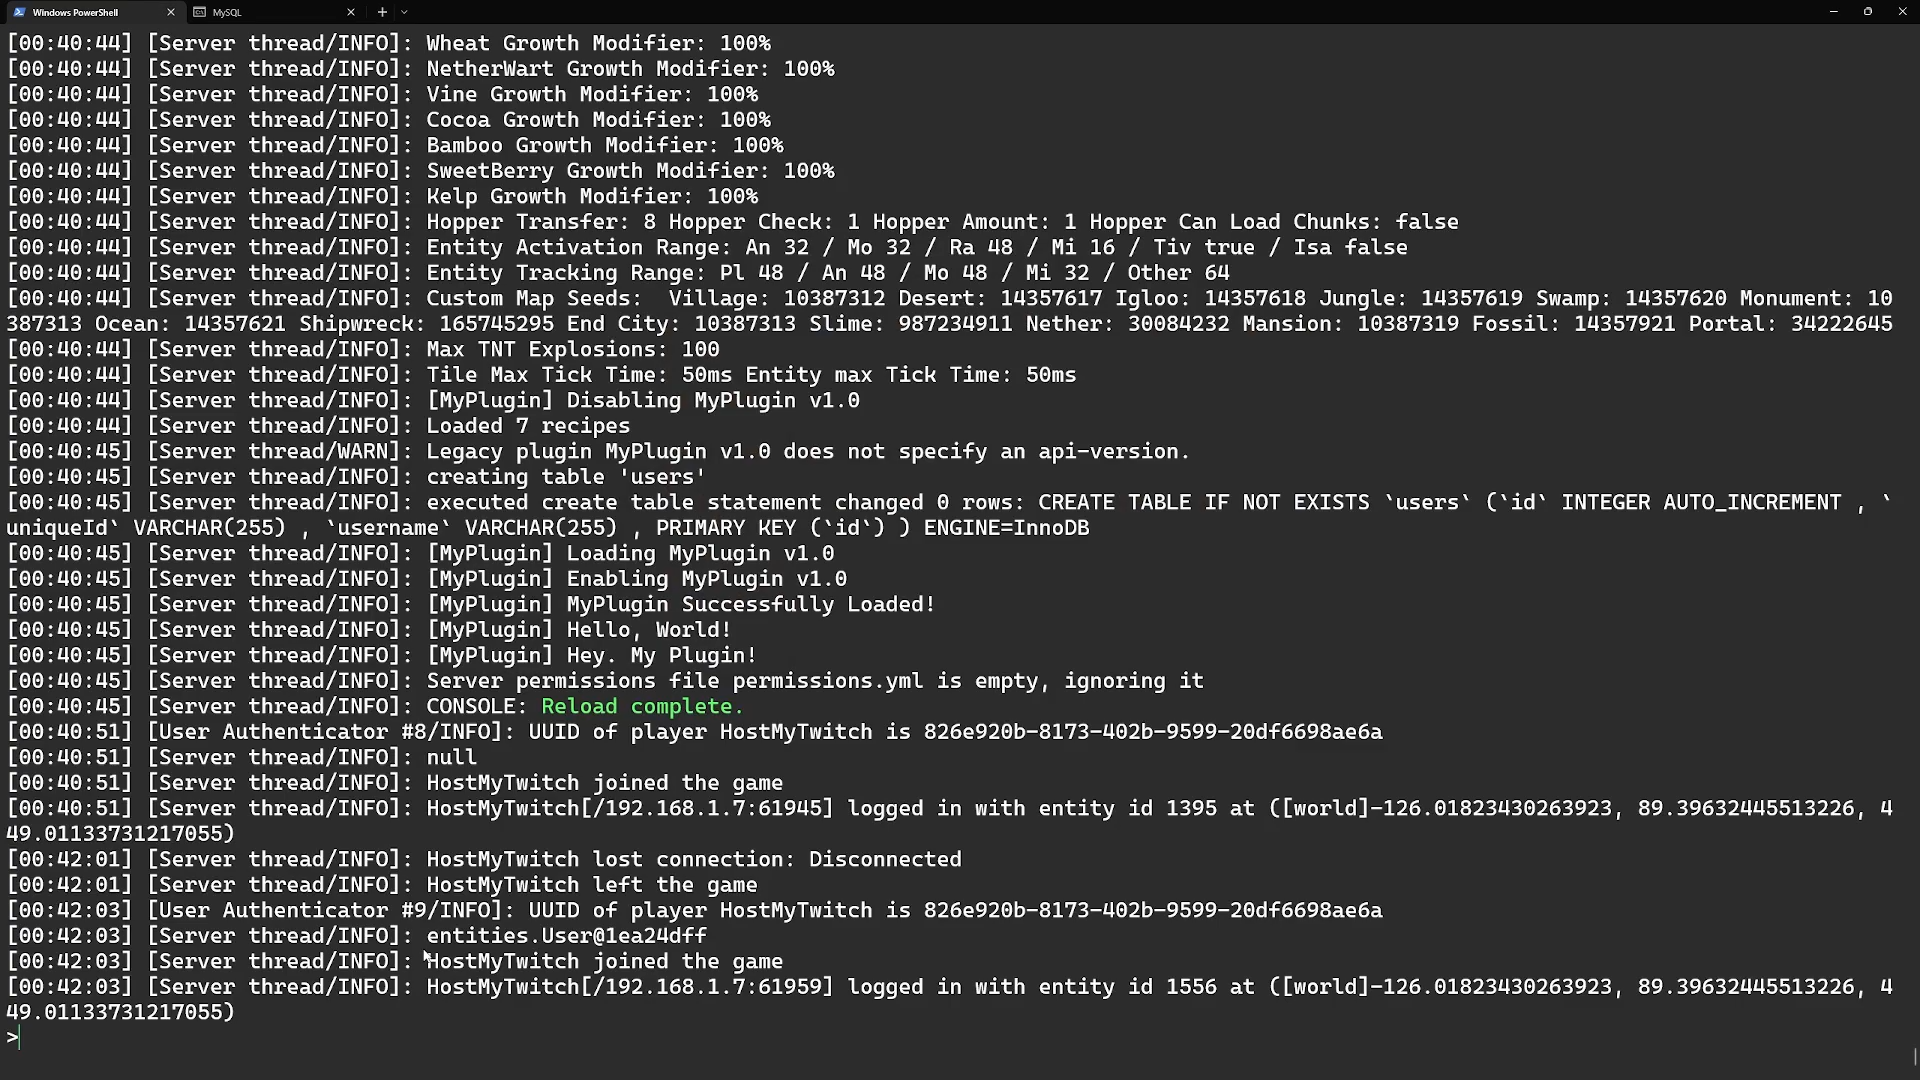 Windows PowerShell
MySQL
[00:40:44] [Server thread/INFO]: Wheat Growth Modifier: 100%
[00:40:44] [Server thread/INFO]: NetherWart Growth Modifier: 100%
[00:40:44] [Server thread/INFO]: Vine Growth Modifier: 100%
[00:40:44] [Server thread/INFO]: Cocoa Growth Modifier: 100%
[00:40:44] [Server thread/INFO]: Bamboo Growth Modifier: 100%
[00:40:44] [Server thread/INFO]: SweetBerry Growth Modifier: 100%
[00:40:44] [Server thread/INFO]: Kelp Growth Modifier: 100%
[00:40:44] [Server thread/INFO]: Hopper Transfer: 8 Hopper Check: 1 Hopper Amount: 1 Hopper Can Load Chunks: false
[00:40:44] [Server thread/INFO]: Entity Activation Range: An 32 / Mo 32 / Ra 48 / Mi 16 / Tiv true / Isa false
[00:40:44] [Server thread/INFO]: Entity Tracking Range: Pl 48 / An 48 / Mo 48 / Mi 32 / Other 64
[00:40:44] [Server thread/INFO]: Custom Map Seeds:  Village: 10387312 Desert: 14357617 Igloo: 14357618 Jungle: 14357619 Swamp: 14357620 Monument: 10
387313 Ocean: 14357621 Shipwreck: 165745295 End City: 10387313 Slime: 987234911 Nether: 30084232 Mansion: 10387319 Fossil: 14357921 Portal: 34222645
[00:40:44] [Server thread/INFO]: Max TNT Explosions: 100
[00:40:44] [Server thread/INFO]: Tile Max Tick Time: 50ms Entity max Tick Time: 50ms
[00:40:44] [Server thread/INFO]: [MyPlugin] Disabling MyPlugin v1.0
[00:40:44] [Server thread/INFO]: Loaded 7 recipes
[00:40:45] [Server thread/WARN]: Legacy plugin MyPlugin v1.0 does not specify an api-version.
[00:40:45] [Server thread/INFO]: creating table 'users'
[00:40:45] [Server thread/INFO]: executed create table statement changed 0 rows: CREATE TABLE IF NOT EXISTS `users` (`id` INTEGER AUTO_INCREMENT , `
uniqueId` VARCHAR(255) , `username` VARCHAR(255) , PRIMARY KEY (`id`) ) ENGINE=InnoDB
[00:40:45] [Server thread/INFO]: [MyPlugin] Loading MyPlugin v1.0
[00:40:45] [Server thread/INFO]: [MyPlugin] Enabling MyPlugin v1.0
[00:40:45] [Server thread/INFO]: [MyPlugin] MyPlugin Successfully Loaded!
[00:40:45] [Server thread/INFO]: [MyPlugin] Hello, World!
[00:40:45] [Server thread/INFO]: [MyPlugin] Hey. My Plugin!
[00:40:45] [Server thread/INFO]: Server permissions file permissions.yml is empty, ignoring it
[00:40:45] [Server thread/INFO]: CONSOLE: Reload complete.
[00:40:51] [User Authenticator #8/INFO]: UUID of player HostMyTwitch is 826e920b-8173-402b-9599-20df6698ae6a
[00:40:51] [Server thread/INFO]: null
[00:40:51] [Server thread/INFO]: HostMyTwitch joined the game
[00:40:51] [Server thread/INFO]: HostMyTwitch[/192.168.1.7:61945] logged in with entity id 1395 at ([world]-126.01823430263923, 89.39632445513226, 4
49.01133731217055)
[00:42:01] [Server thread/INFO]: HostMyTwitch lost connection: Disconnected
[00:42:01] [Server thread/INFO]: HostMyTwitch left the game
[00:42:03] [User Authenticator #9/INFO]: UUID of player HostMyTwitch is 826e920b-8173-402b-9599-20df6698ae6a
[00:42:03] [Server thread/INFO]: entities.User@1ea24dff
[00:42:03] [Server thread/INFO]: HostMyTwitch joined the game
[00:42:03] [Server thread/INFO]: HostMyTwitch[/192.168.1.7:61959] logged in with entity id 1556 at ([world]-126.01823430263923, 89.39632445513226, 4
49.01133731217055)
>